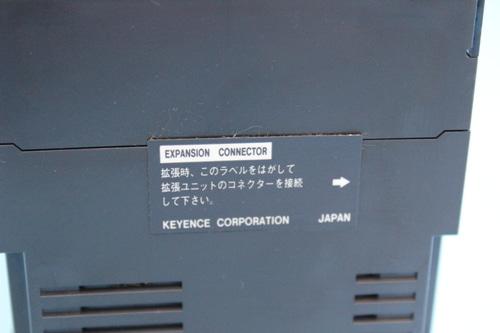 EXPANSION CONNECTOR
拡張時、このラベルをはがして
拡張ユニットのコネクターを接続
して下さい。
KEYENCE CORPORATION JAPAN